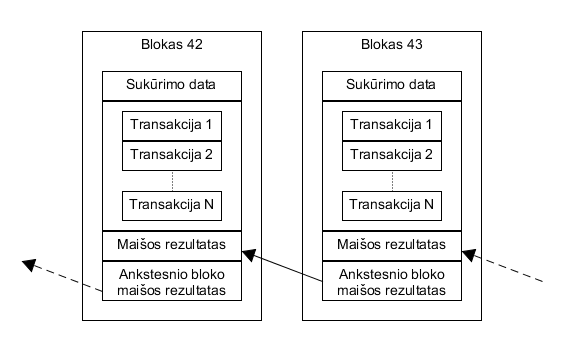 Blokas 42
Sukūrimo data
Transakcija 1
Transakcija 2
Transakcija N
Maišos rezultatas
Ankstesnio bloko
maišos rezultatas
Blokas 43
Sukūrimo data
Transakcija 1
Transakcija 2
Transakcija N
Maišos rezultatas
Ankstesnio bloko
maišos rezultatas